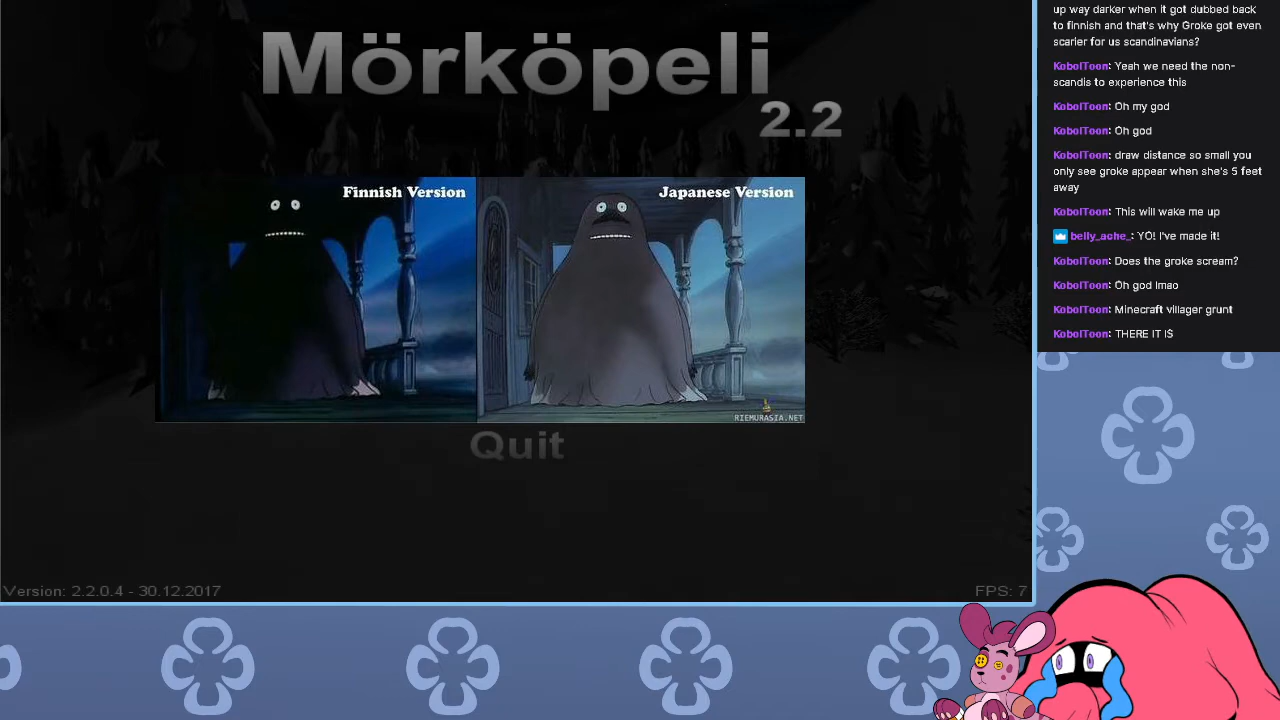 Mörköpeli
2.2
Finnish Version
Japanese Version
RIEMURASIA.NET
Quit
Version: 2.2.0.4 - 30.12.2017
FPS: 7
up way darker when it got dubbed back
to finnish and that's why Groke got even
scarier for us scandinavians?
KobolToon: Yeah we need the non-
scandis to experience this
KobolToon: Oh my god
KobolToon: Oh god
KobolToon: draw distance so small you
only see groke appear when she's 5 feet
away
KobolToon: This will wake me up
belly_ache_: YO! I've made it!
KobolToon: Does the groke scream?
KobolToon: Oh god lmao
KobolToon: Minecraft villager grunt
KobolToon: THERE IT IS